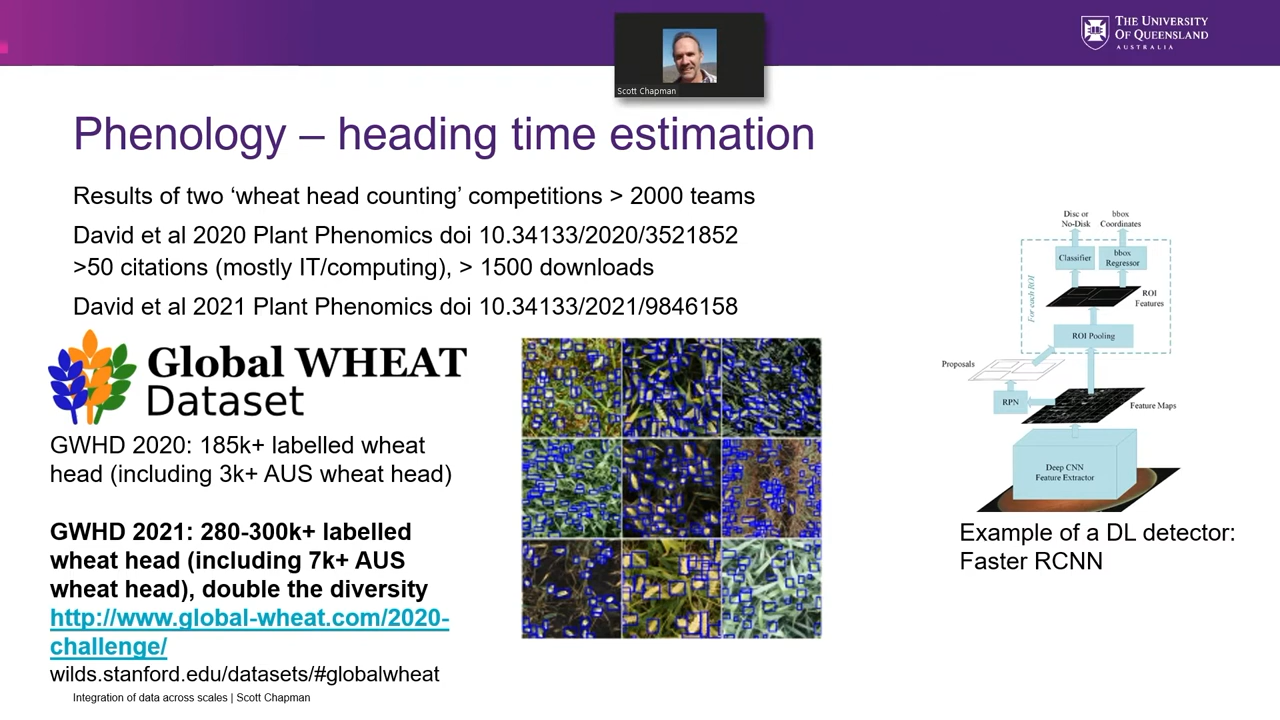 THE UNIVERSITY
OF QUEENSLAND
AUSTRALIA
Scott Chapman
Phenology – heading time estimation
Results of two ‘wheat head counting’ competitions > 2000 teams
David et al 2020 Plant Phenomics doi 10.34133/2020/3521852
>50 citations (mostly IT/computing), > 1500 downloads
David et al 2021 Plant Phenomics doi 10.34133/2021/9846158
Global WHEAT
Dataset
GWHD 2020: 185k+ labelled wheat
head (including 3k+ AUS wheat head)
GWHD 2021: 280-300k+ labelled
wheat head (including 7k+ AUS
wheat head), double the diversity
http://www.global-wheat.com/2020-
challenge/
wilds.stanford.edu/datasets/#globalwheat
Disc or
No-Disk
bbox
Coordinates
Classifier
bbox
Regressor
For each ROI
ROI
Features
ROI Pooling
Proposals
RPN
Feature Maps
Deep CNN
Feature Extractor
Example of a DL detector:
Faster RCNN
Integration of data across scales | Scott Chapman